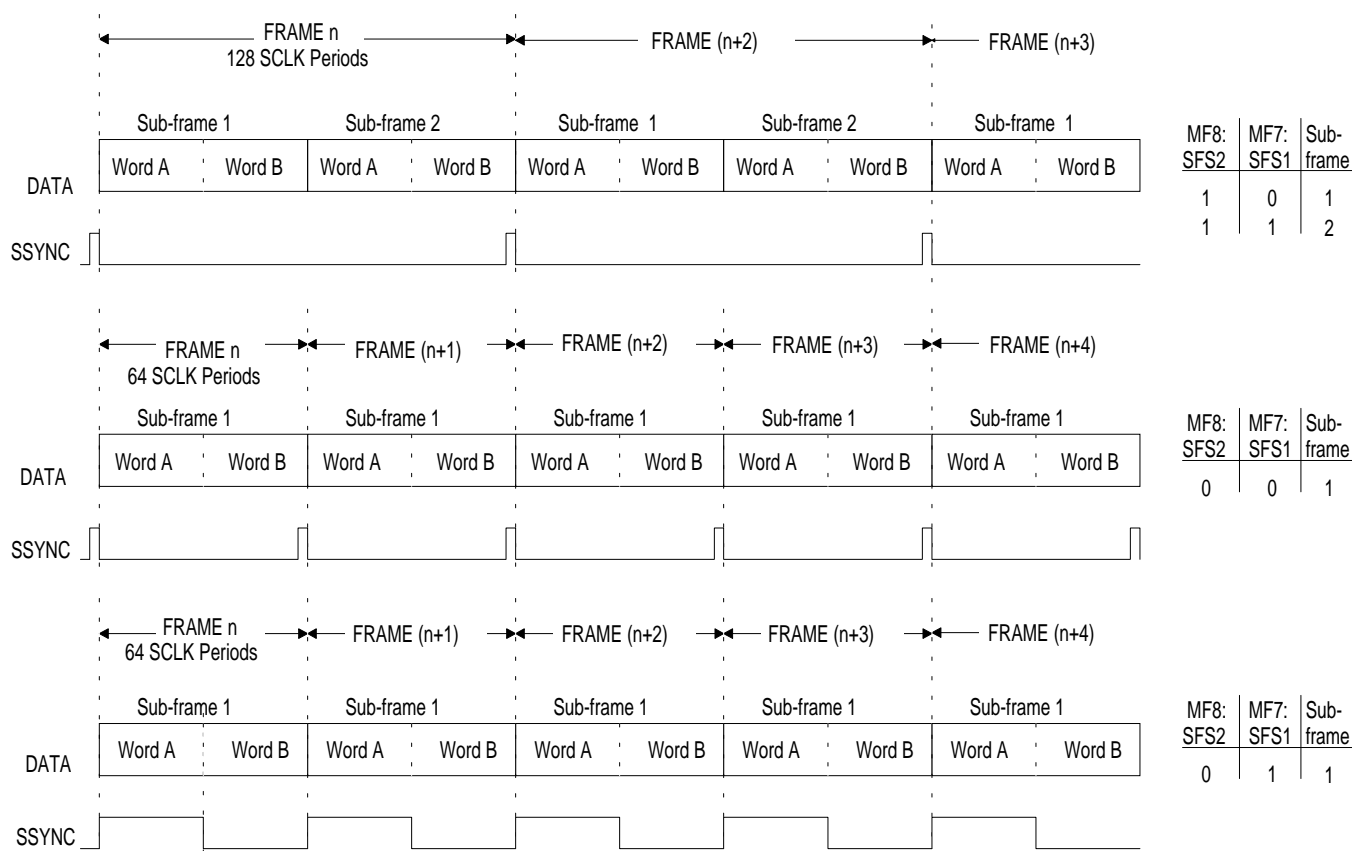 FRAME n FRAME (n+2) FRAME (n+3)
128 SCLK Periods
Sub-frame 1 Sub-frame 2 Sub-frame 1 Sub-frame 2 Sub-frame 1
DATA Word A Word B Word A Word B Word A Word B Word A Word B Word A Word B
SSYNC
MF8: MF7: Sub-
SFS2 SFS1 frame
1 0 1
1 1 2
FRAME n FRAME (n+1) FRAME (n+2) FRAME (n+3) FRAME (n+4)
64 SCLK Periods
Sub-frame 1 Sub-frame 1 Sub-frame 1 Sub-frame 1 Sub-frame 1
DATA Word A Word B Word A Word B Word A Word B Word A Word B Word A Word B
SSYNC
MF8: MF7: Sub-
SFS2 SFS1 frame
0 0 1
FRAME n FRAME (n+1) FRAME (n+2) FRAME (n+3) FRAME (n+4)
64 SCLK Periods
Sub-frame 1 Sub-frame 1 Sub-frame 1 Sub-frame 1 Sub-frame 1
DATA Word A Word B Word A Word B Word A Word B Word A Word B Word A Word B
SSYNC
MF8: MF7: Sub-
SFS2 SFS1 frame
0 1 1